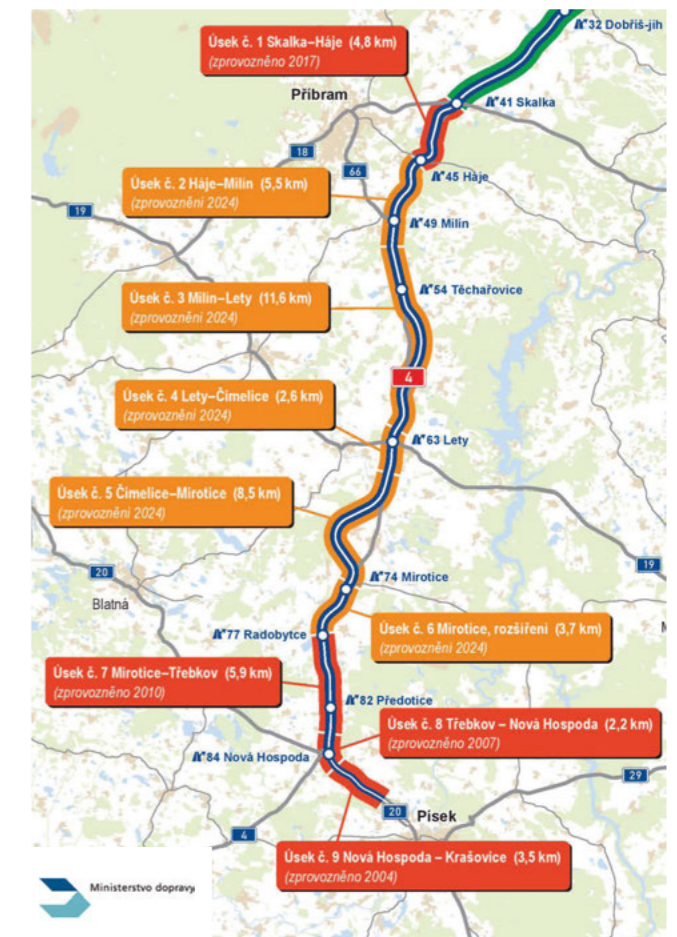 32 Dobříš-jih
Úsek č. 1 Skalka–Háje (4,8 km)
(zprovozněno 2017)
Příbram
41 Skalka
18
66
45 Háje
Úsek č. 2 Háje–Milín (5,5 km)
(zprovoznění 2024)
19
49 Milín
54 Těchařovice
Úsek č. 3 Milín–Lety (11,6 km)
(zprovoznění 2024)
4
Úsek č. 4 Lety–Čimelice (2,6 km)
(zprovoznění 2024)
63 Lety
Úsek č. 5 Čimelice–Mirotice (8,5 km)
(zprovoznění 2024)
19
20
74 Mirotice
Blatná
77 Radobytce
Úsek č. 6 Mirotice, rozšíření (3,7 km)
(zprovoznění 2024)
Úsek č. 7 Mirotice–Třebkov (5,9 km)
(zprovozněno 2010)
82 Předotice
Úsek č. 8 Třebkov – Nová Hospoda (2,2 km)
(zprovozněno 2007)
84 Nová Hospoda
29
20
Písek
4
Úsek č. 9 Nová Hospoda – Krašovice (3,5 km)
(zprovozněno 2004)
Ministerstvo dopravy